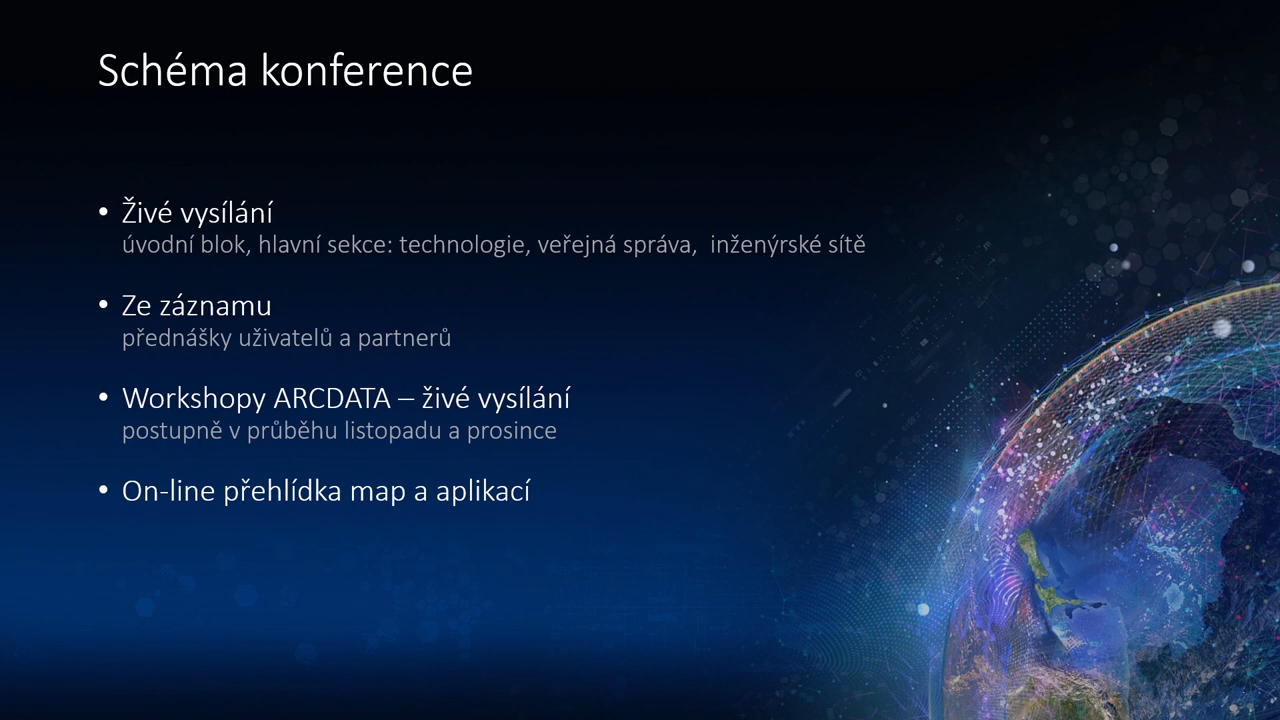 Schéma konference
• Živé vysílání
úvodní blok, hlavní sekce: technologie, veřejná správa, inženýrské sítě
• Ze záznamu
přednášky uživatelů a partnerů
• Workshopy ARCDATA – živé vysílání
postupně v průběhu listopadu a prosince
• On-line přehlídka map a aplikací